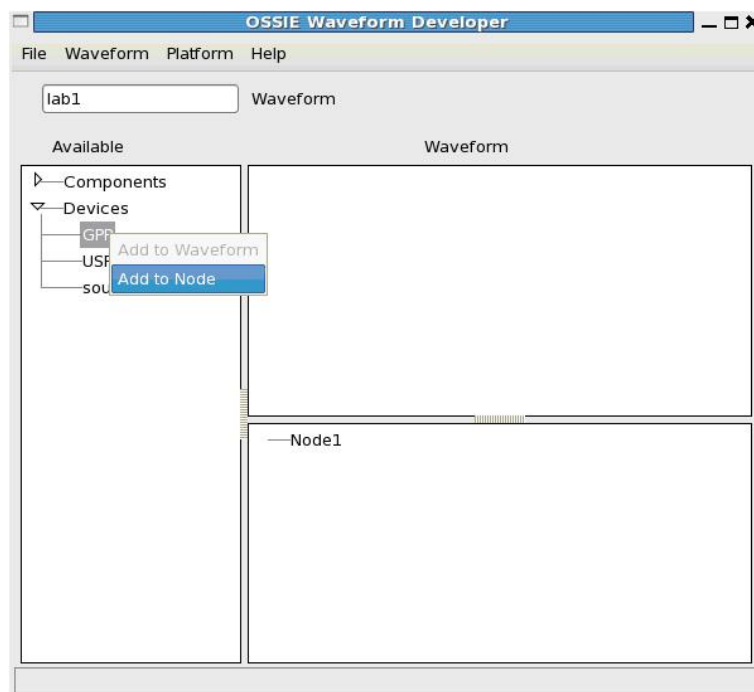 OSSIE Waveform Developer
File Waveform Platform Help
lab1 Waveform
Available Waveform
Components
Devices
GPP
Add to Waveform
Add to Node
Node1